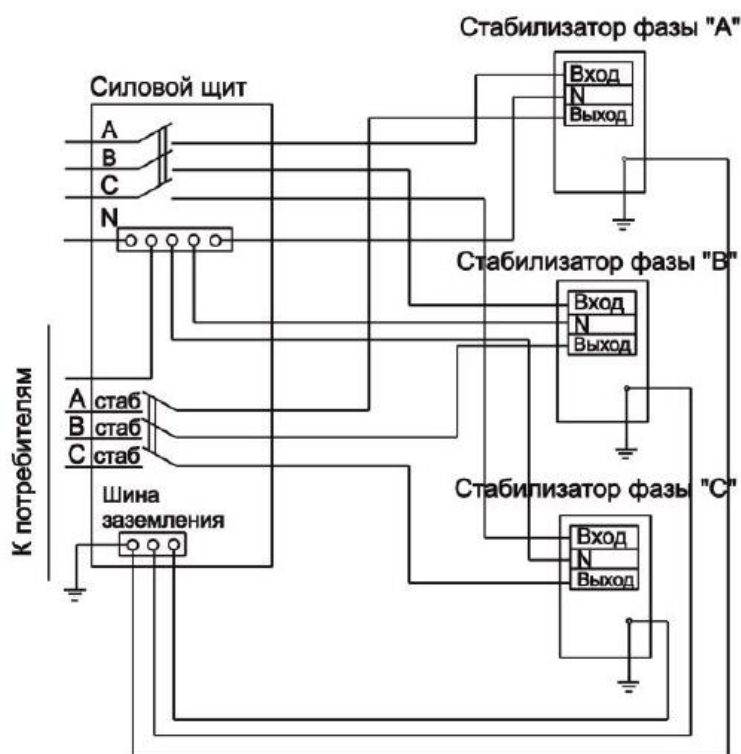 Стабилизатор фазы "А"
Вход
N
Выход
Силовой щит
А
В
С
N
Стабилизатор фазы "В"
Вход
N
Выход
К потребителям
А стаб
В стаб
С стаб
Шина
заземления
Стабилизатор фазы "С"
Вход
N
Выход